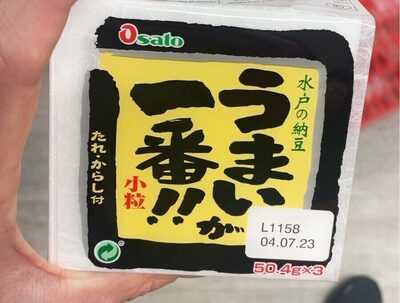 Osato
水戸の納豆
うまいが
一番!!
小粒
たれ・からし付
L1158
04.07.23
50.4g×3